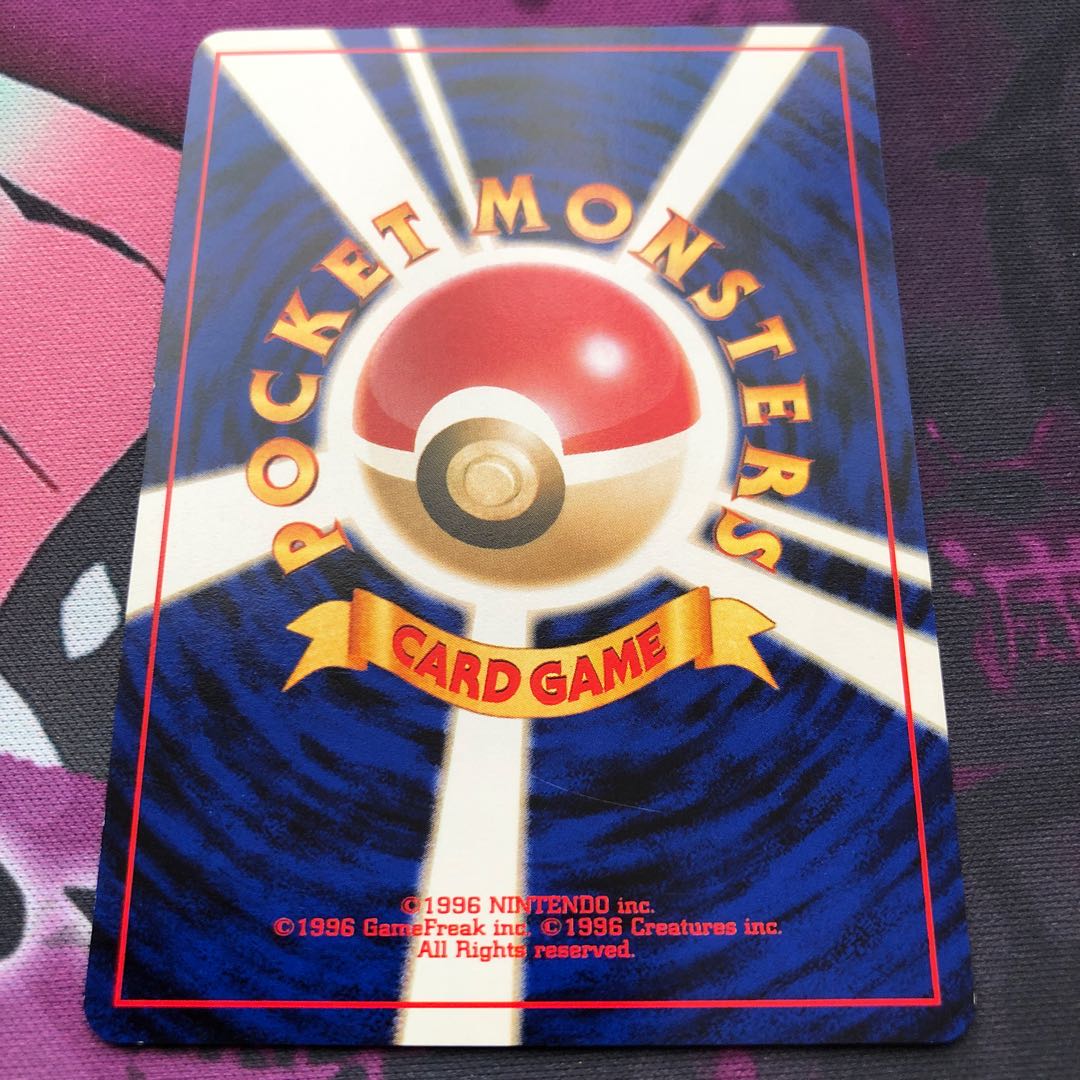 POCKET MONSTERS
CARD GAME
©1996 NINTENDO inc.
©1996 GameFreak inc. ©1996 Creatures inc.
All Rights reserved.